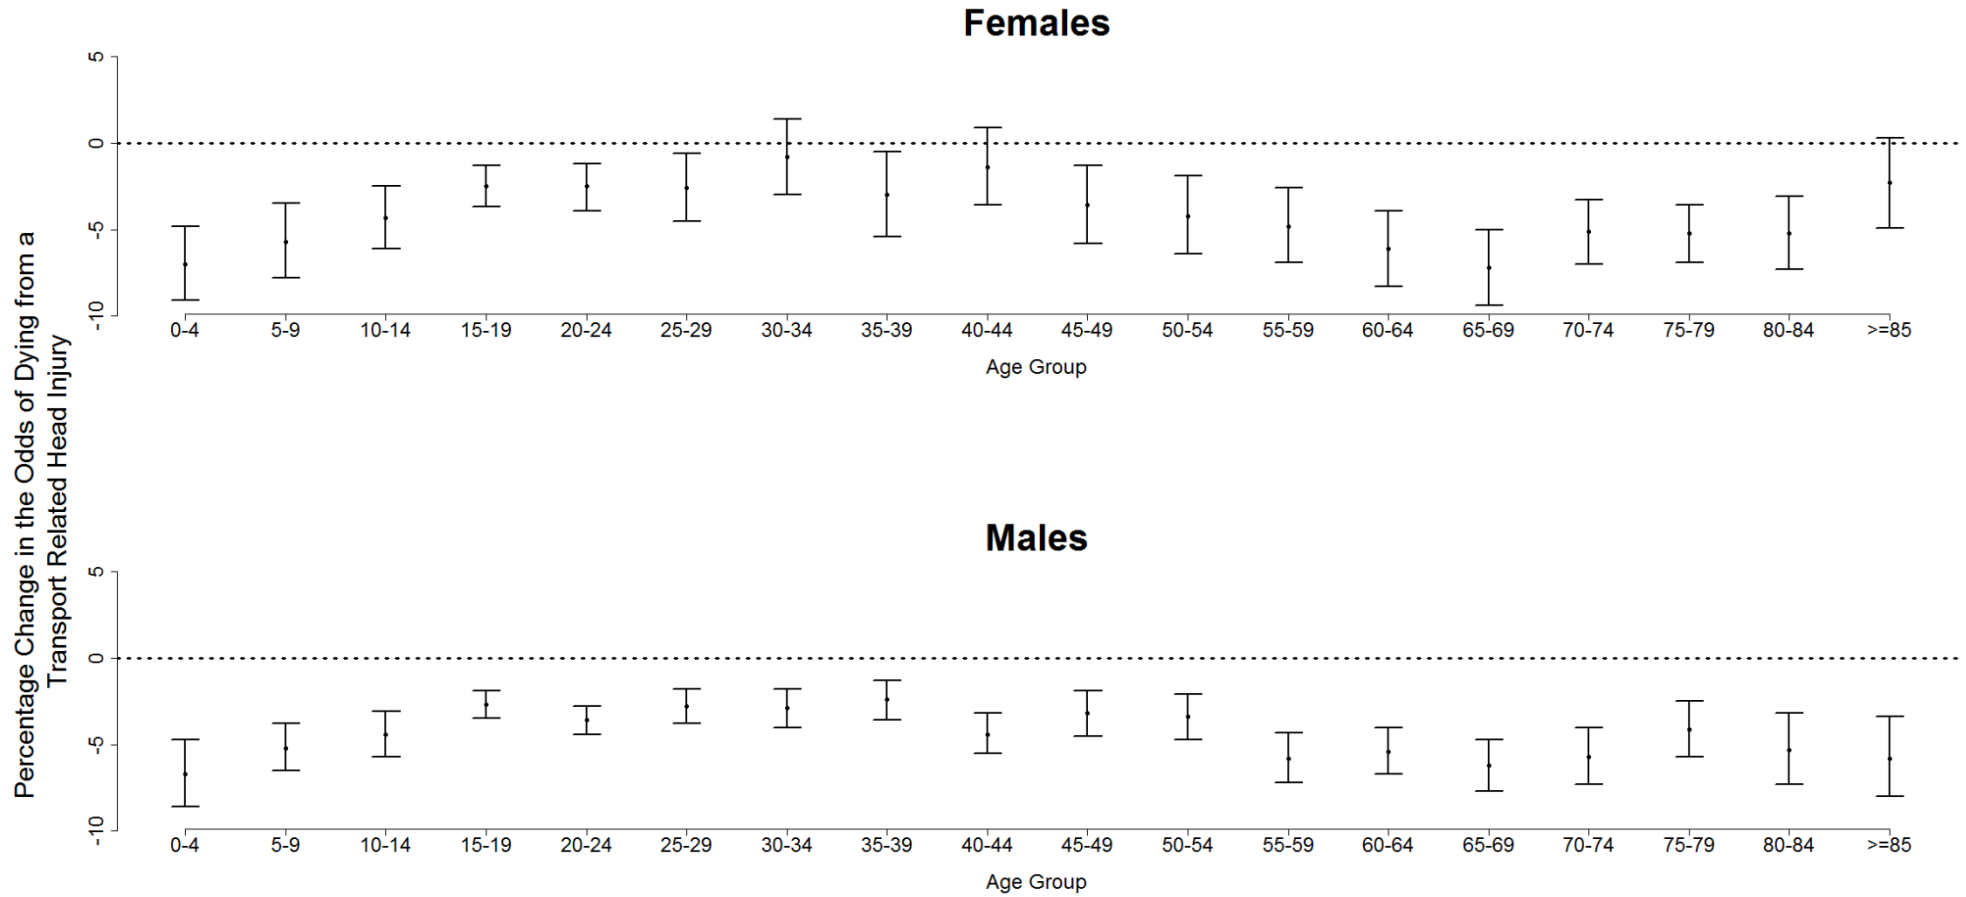 Females
5
0
-5
-10
0-4 5-9 10-14 15-19 20-24 25-29 30-34 35-39 40-44 45-49 50-54 55-59 60-64 65-69 70-74 75-79 80-84 >=85
Age Group
Percentage Change in the Odds of Dying from a
Transport Related Head Injury
Males
5
0
-5
-10
0-4 5-9 10-14 15-19 20-24 25-29 30-34 35-39 40-44 45-49 50-54 55-59 60-64 65-69 70-74 75-79 80-84 >=85
Age Group